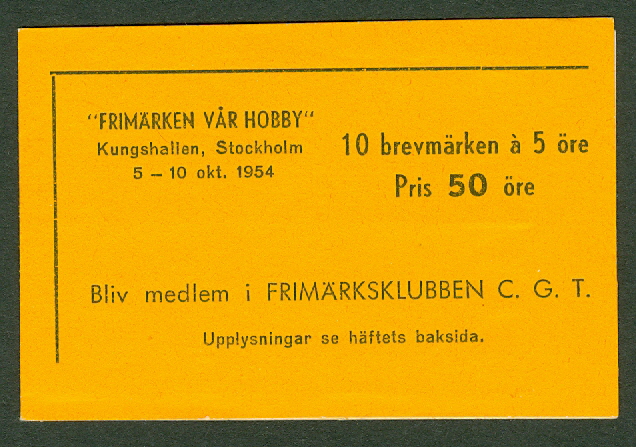 "FRIMÄRKEN VÅR HOBBY"
Kungshallen, Stockholm
5 – 10 okt. 1954
10 brevmärken à 5 öre
Pris 50 öre
Bliv medlem i FRIMÄRKSKLUBBEN C. G. T.
Upplysningar se häftets baksida.